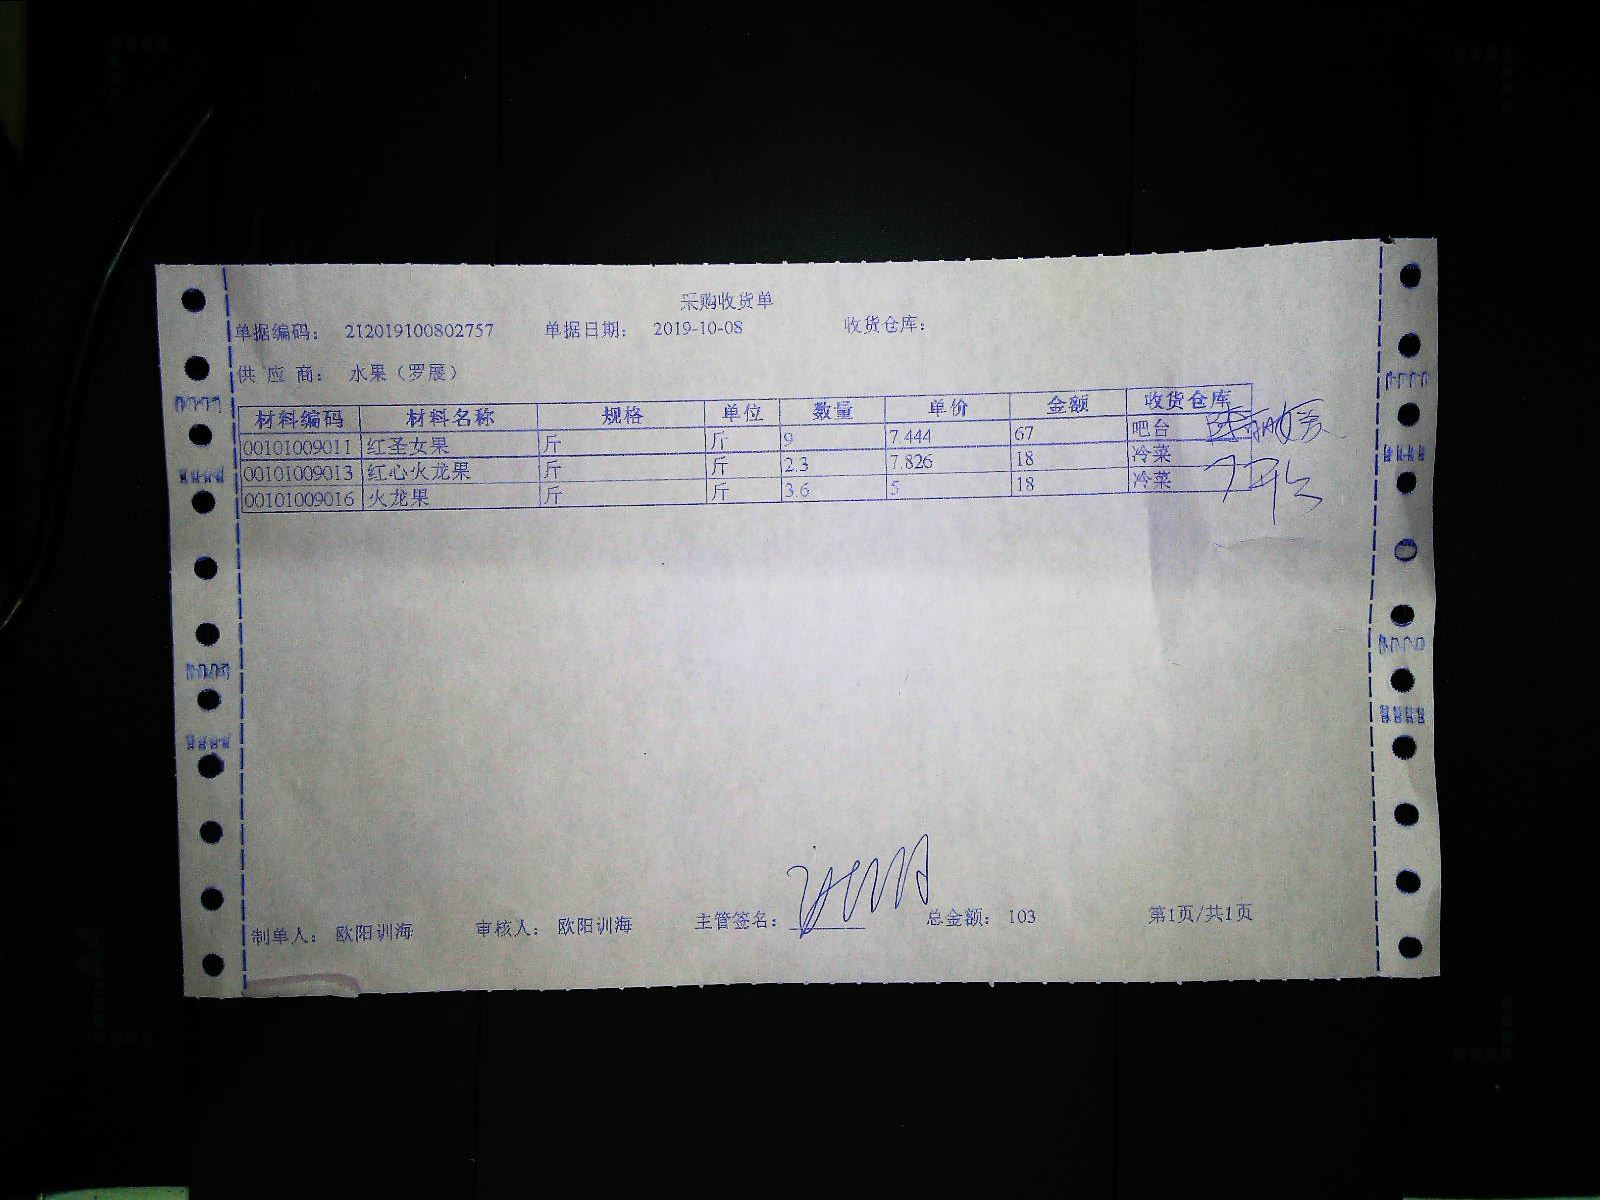 采购收货单
单据编码： 212019100802757 单据日期： 2019-10-08 收货仓库：
供 应 商： 水果（罗展）
材料编码 材料名称 规格 单位 数量 单价 金额 收货仓库
00101009011 红圣女果 斤 斤 9 7.444 67 吧台
00101009013 红心火龙果 斤 斤 2.3 7.826 18 冷菜
00101009016 火龙果 斤 斤 3.6 5 18 冷菜
制单人： 欧阳训海 审核人： 欧阳训海 主管签名： 总金额： 103 第1页/共1页